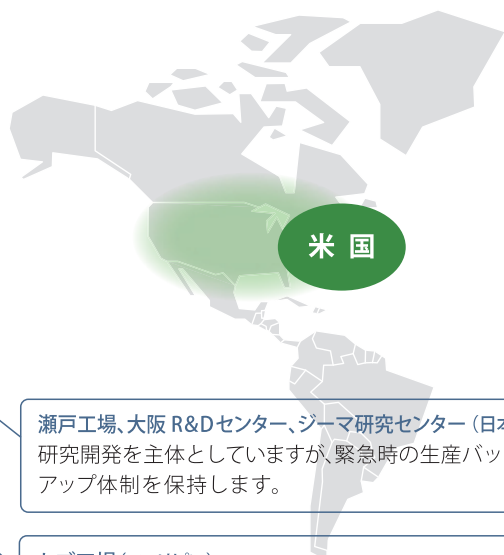 米国
瀬戸工場、大阪 R&Dセンター、ジーマ研究センター（日本
研究開発を主体としていますが、緊急時の生産バッ
アップ体制を保持します。